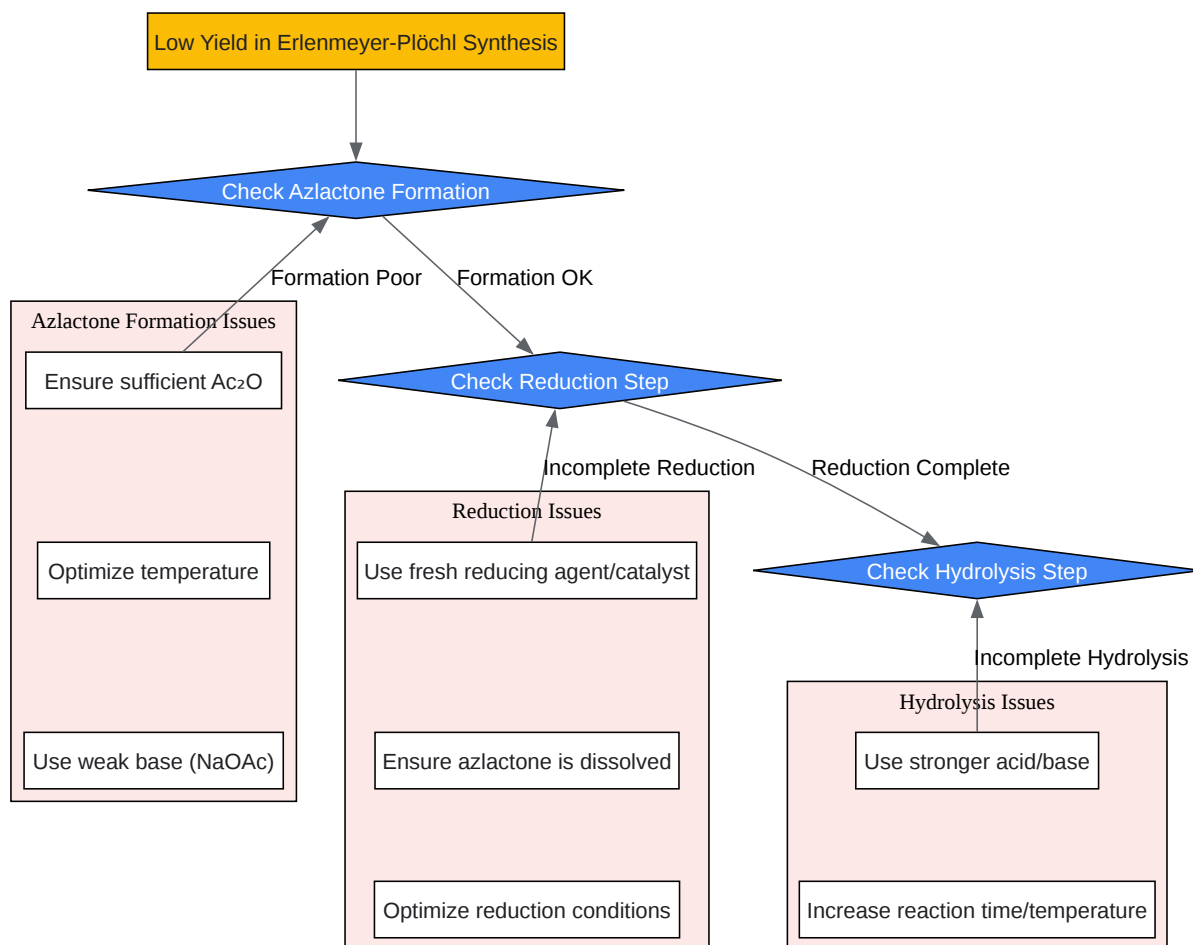 Low Yield in Erlenmeyer-Plöchl Synthesis
Check Azlactone Formation
Formation Poor
Formation OK
Azlactone Formation Issues
Ensure sufficient Ac₂O
Optimize temperature
Use weak base (NaOAc)
Check Reduction Step
Incomplete Reduction
Reduction Complete
Reduction Issues
Use fresh reducing agent/catalyst
Ensure azlactone is dissolved
Optimize reduction conditions
Check Hydrolysis Step
Incomplete Hydrolysis
Hydrolysis Issues
Use stronger acid/base
Increase reaction time/temperature